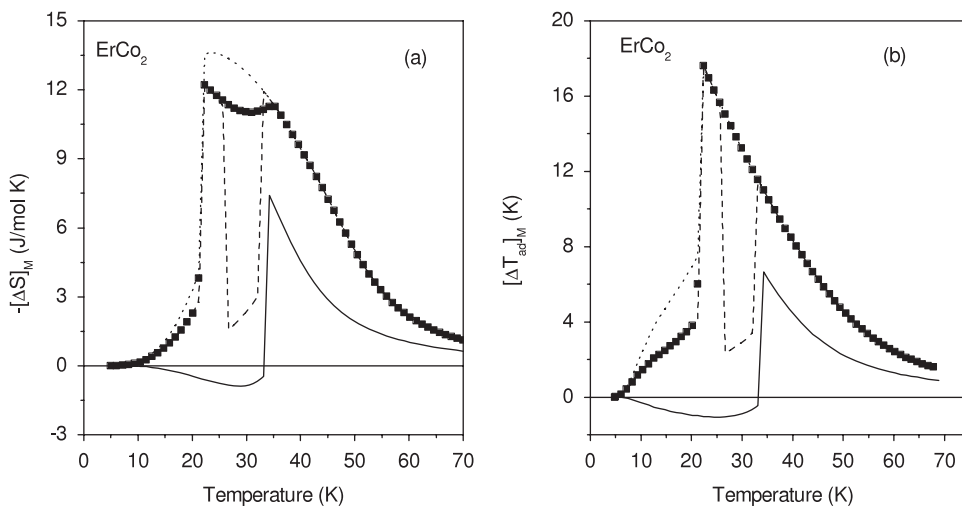 15
12
9
6
3
0
-3
0 10 20 30 40 50 60 70
-[ΔS]M (J/mol K)
Temperature (K)
ErCo2
(a)
20
16
12
8
4
0
0 10 20 30 40 50 60 70
[ΔTad]M (K)
Temperature (K)
ErCo2
(b)